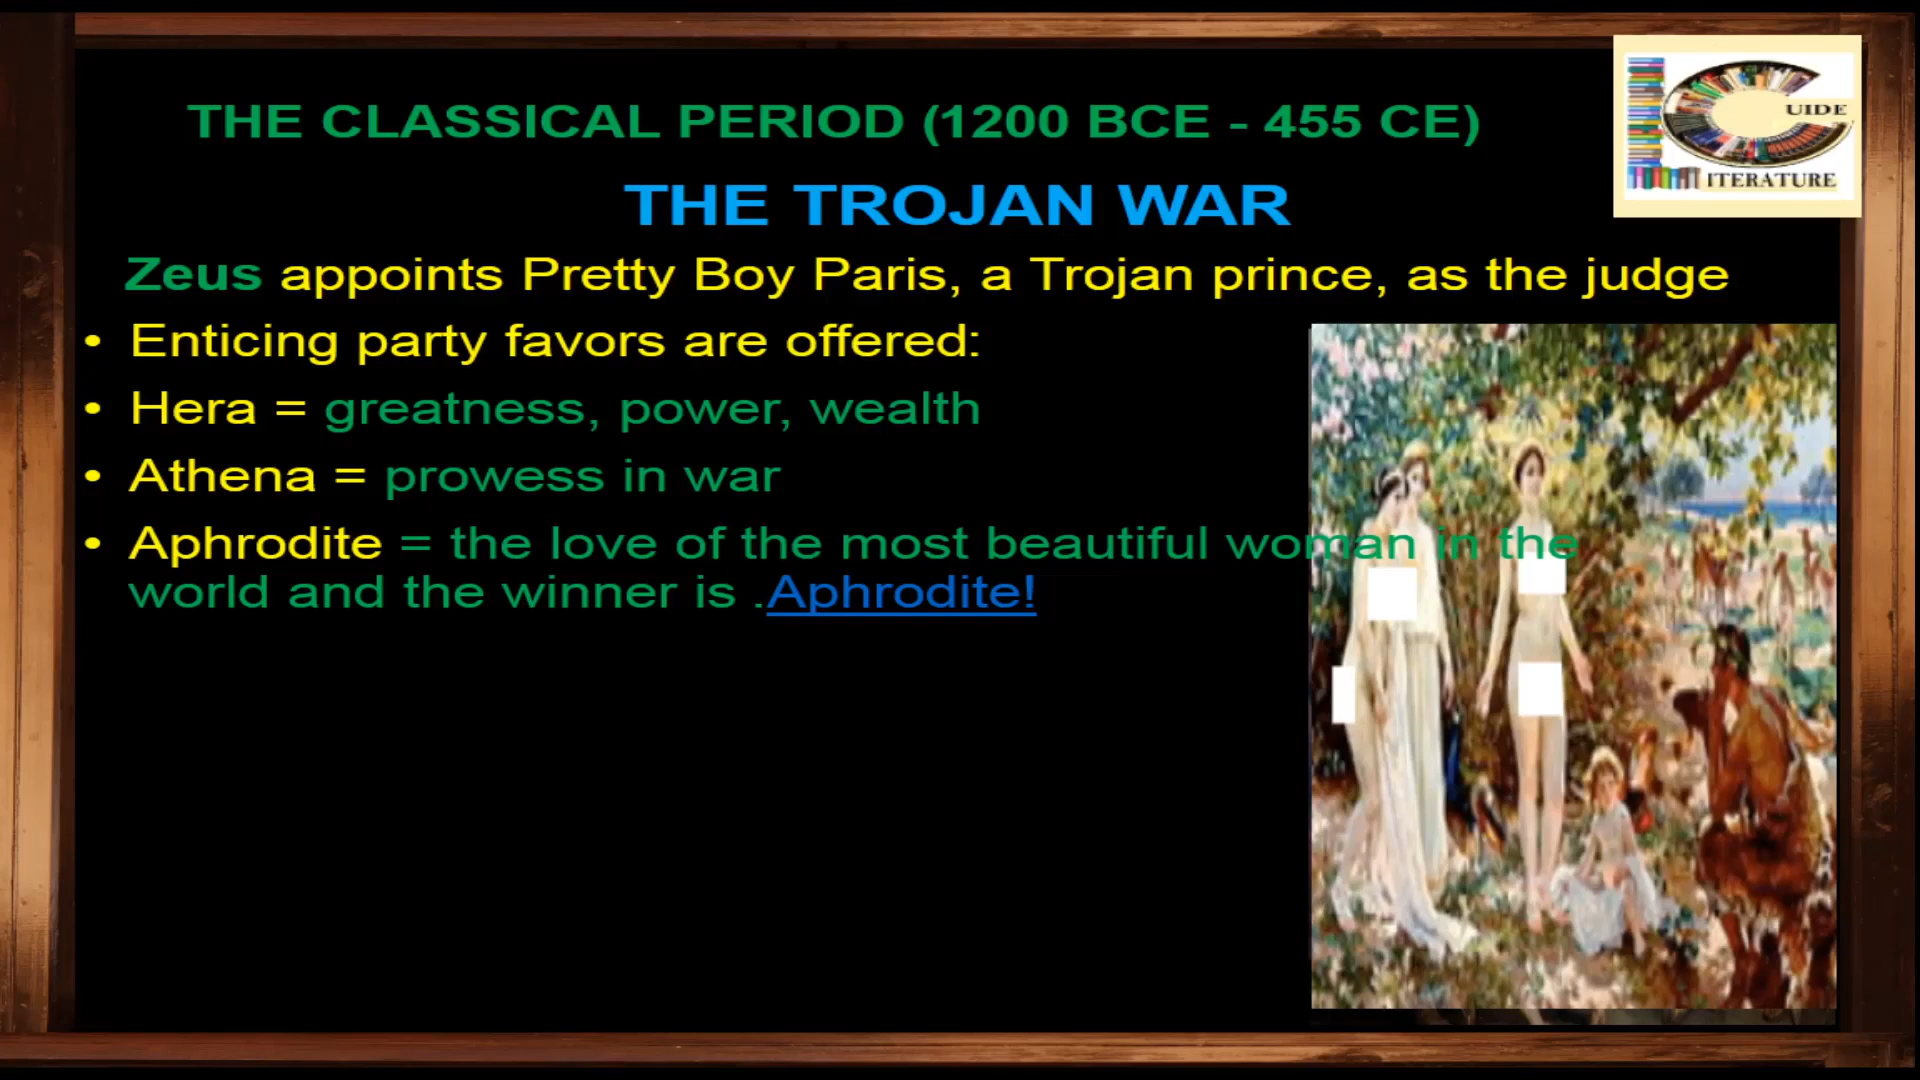 THE CLASSICAL PERIOD (1200 BCE - 455 CE)
UIDE
ITERATURE
THE TROJAN WAR
Zeus appoints Pretty Boy Paris, a Trojan prince, as the judge
• Enticing party favors are offered:
• Hera = greatness, power, wealth
• Athena = prowess in war
• Aphrodite = the love of the most beautiful woman in the
world and the winner is .Aphrodite!